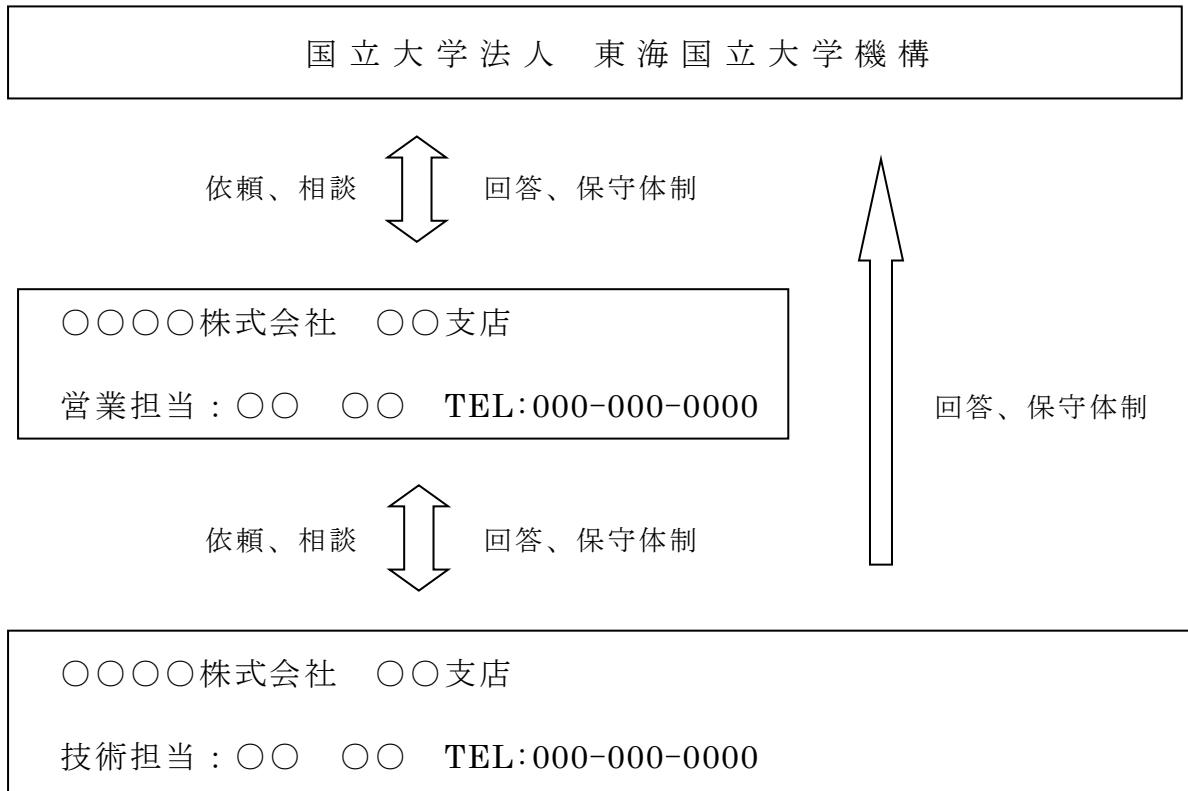 国立大学法人　東海国立大学機構
依頼、相談　回答、保守体制
○○○○株式会社　○○支店
営業担当：○○　○○　TEL:000-000-0000
回答、保守体制
依頼、相談　回答、保守体制
○○○○株式会社　○○支店
技術担当：○○　○○　TEL:000-000-0000